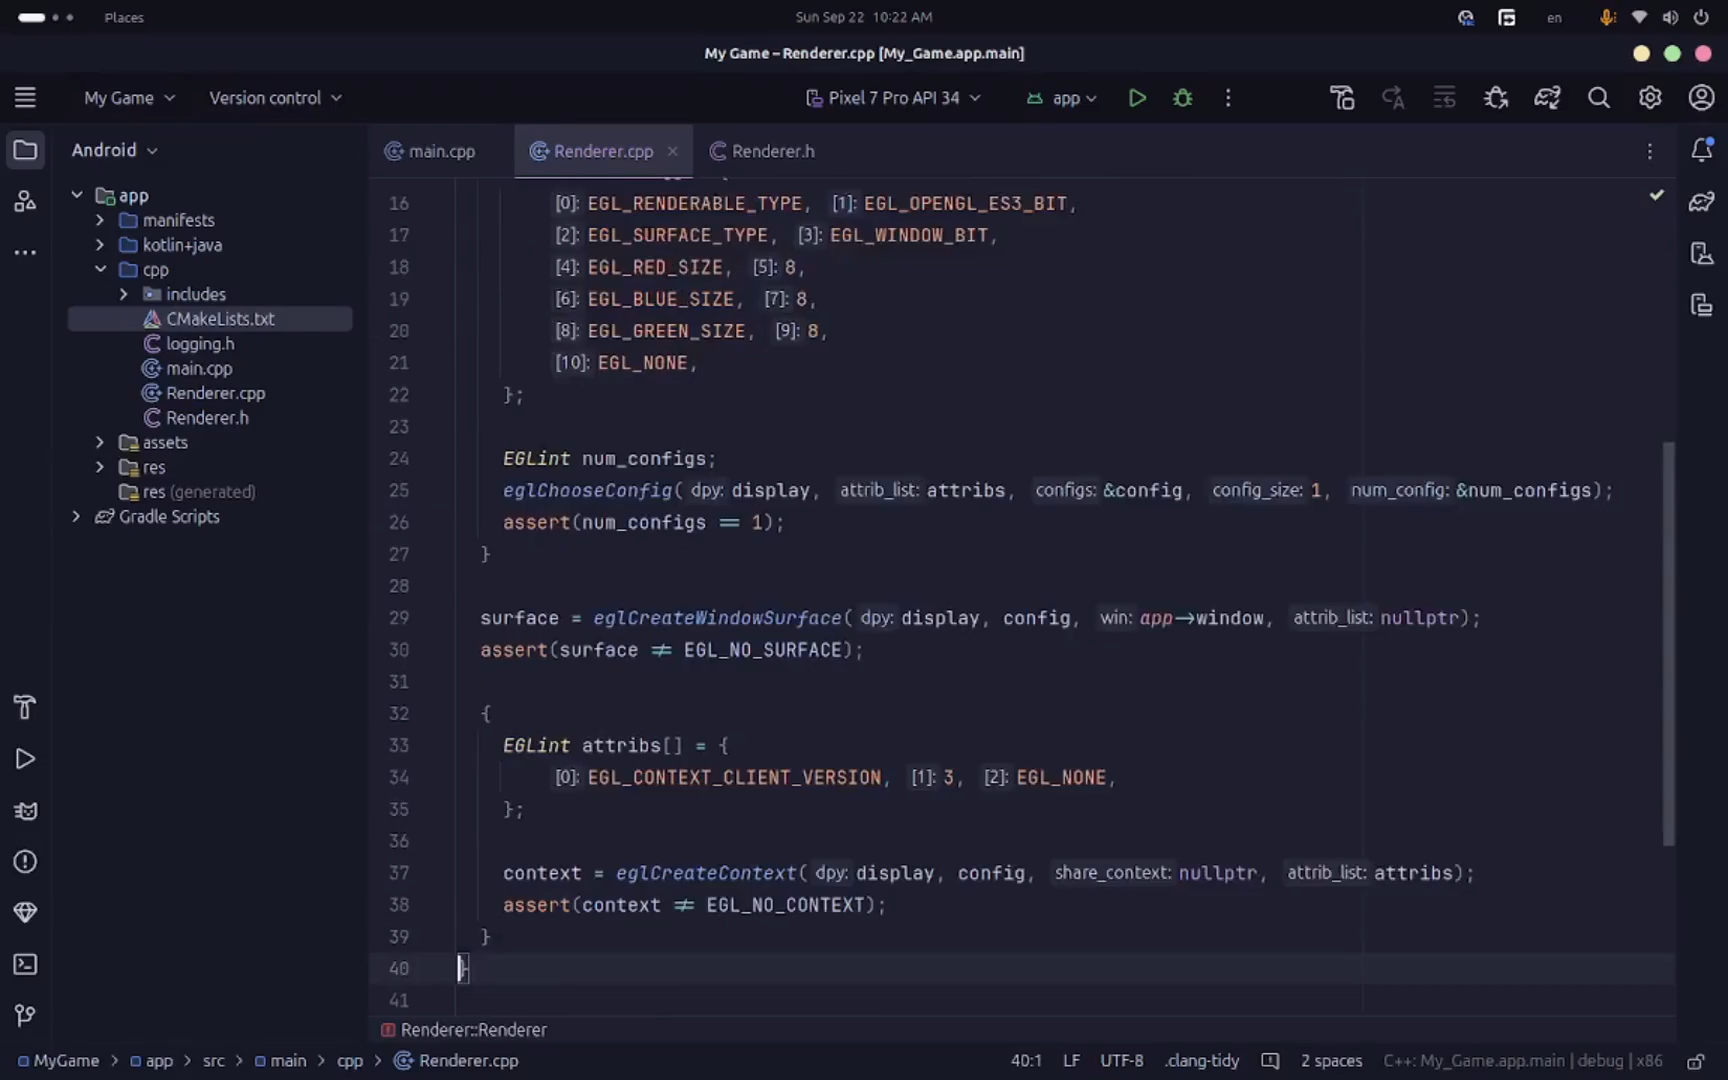 Places
Sun Sep 22 10:22 AM
en
My Game – Renderer.cpp [My_Game.app.main]
My Game
Version control
Pixel 7 Pro API 34
app
Android
main.cpp
Renderer.cpp
Renderer.h
app
manifests
kotlin+java
cpp
includes
CMakeLists.txt
logging.h
main.cpp
Renderer.cpp
Renderer.h
assets
res
res (generated)
Gradle Scripts
16 [0]: EGL_RENDERABLE_TYPE, [1]: EGL_OPENGL_ES3_BIT,
17 [2]: EGL_SURFACE_TYPE, [3]: EGL_WINDOW_BIT,
18 [4]: EGL_RED_SIZE, [5]: 8,
19 [6]: EGL_BLUE_SIZE, [7]: 8,
20 [8]: EGL_GREEN_SIZE, [9]: 8,
21 [10]: EGL_NONE,
22 };
23
24 EGLint num_configs;
25 eglChooseConfig( dpy: display, attrib_list: attribs, configs: &config, config_size: 1, num_config: &num_configs);
26 assert(num_configs == 1);
27 }
28
29 surface = eglCreateWindowSurface( dpy: display, config, win: app->window, attrib_list: nullptr);
30 assert(surface != EGL_NO_SURFACE);
31
32 {
33 EGLint attribs[] = {
34 [0]: EGL_CONTEXT_CLIENT_VERSION, [1]: 3, [2]: EGL_NONE,
35 };
36
37 context = eglCreateContext( dpy: display, config, share_context: nullptr, attrib_list: attribs);
38 assert(context != EGL_NO_CONTEXT);
39 }
40 }
41
Renderer::Renderer
MyGame > app > src > main > cpp > Renderer.cpp
40:1 LF UTF-8 .clang-tidy 2 spaces C++: My_Game.app.main | debug | x86